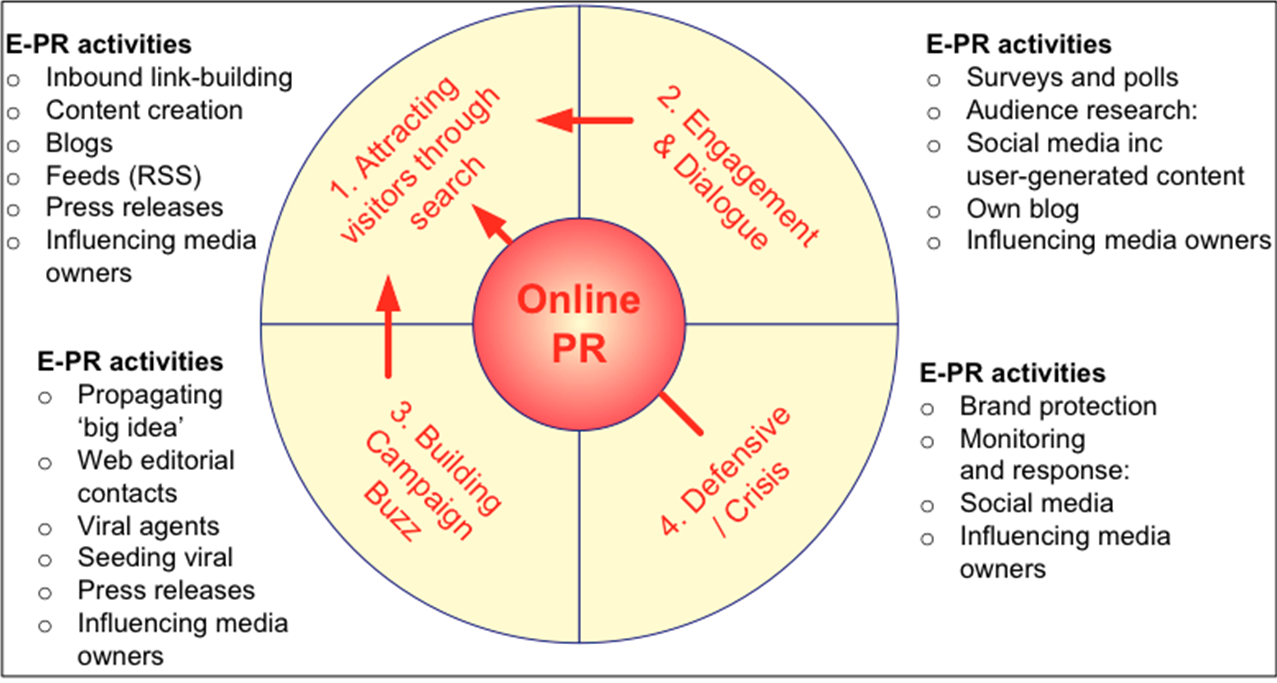 E-PR activities
o Inbound link-building
o Content creation
o Blogs
o Feeds (RSS)
o Press releases
o Influencing media
owners
1. Attracting
visitors through
search
2. Engagement
& Dialogue
E-PR activities
o Surveys and polls
o Audience research:
o Social media inc
user-generated content
o Own blog
o Influencing media owners
Online
PR
E-PR activities
o Propagating
‘big idea’
o Web editorial
contacts
o Viral agents
o Seeding viral
o Press releases
o Influencing media
owners
3. Building
Campaign
Buzz
4. Defensive
/ Crisis
E-PR activities
o Brand protection
o Monitoring
and response:
o Social media
o Influencing media
owners